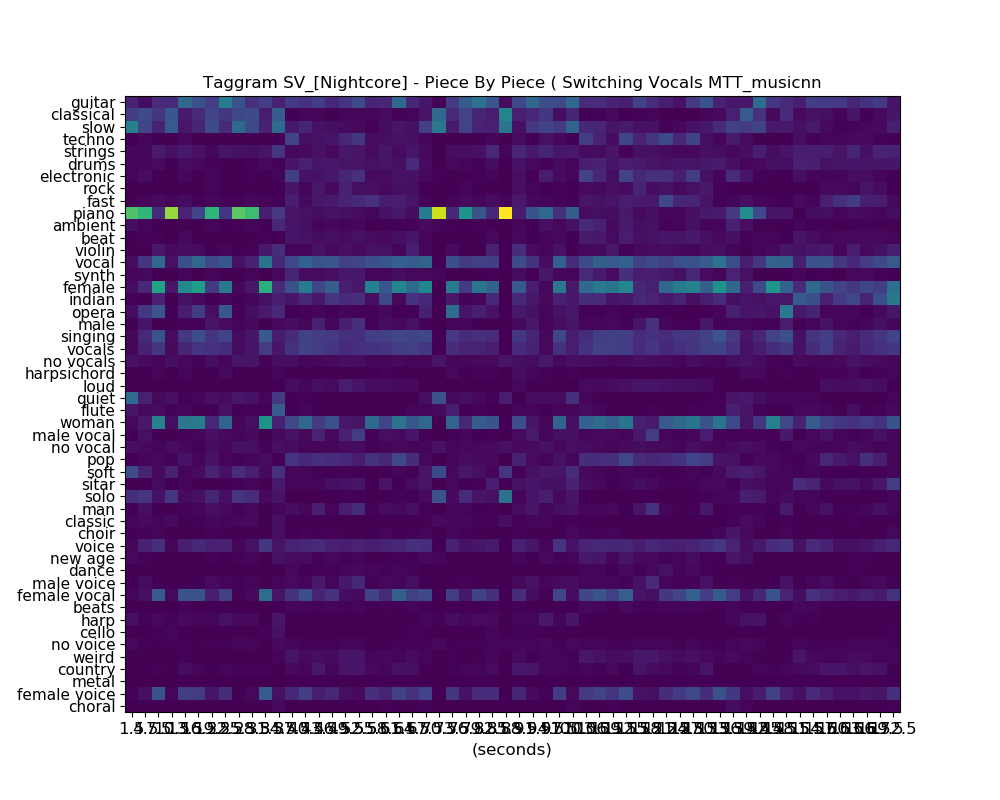 Taggram SV_[Nightcore] - Piece By Piece ( Switching Vocals MTT_musicnn
guitar
classical
slow
techno
strings
drums
electronic
rock
fast
piano
ambient
beat
violin
vocal
synth
female
indian
opera
male
singing
vocals
no vocals
harpsichord
loud
quiet
flute
woman
male vocal
no vocal
pop
soft
sitar
solo
man
classic
choir
voice
new age
dance
male voice
female vocal
beats
harp
cello
no voice
weird
country
metal
female voice
choral
(seconds)